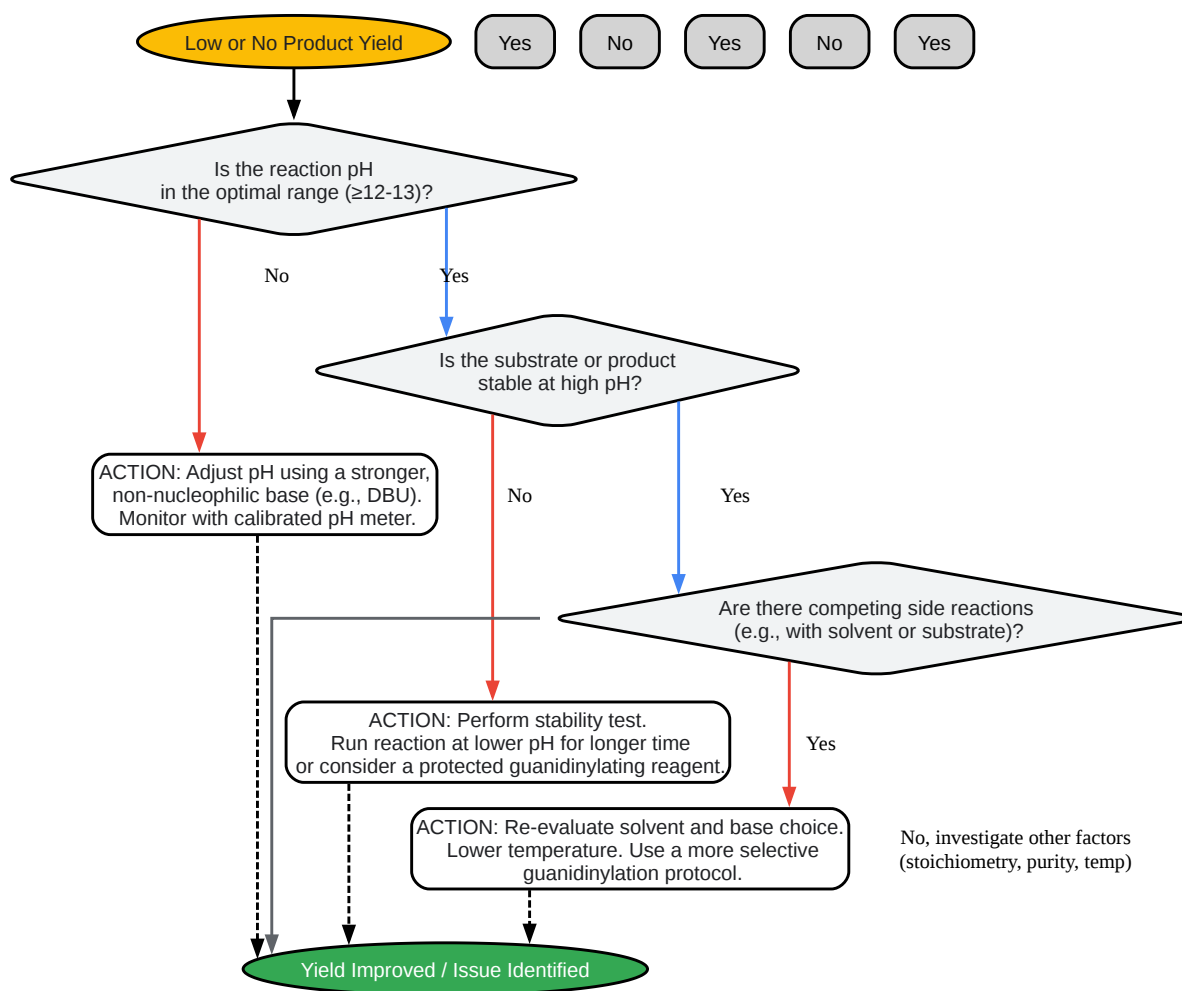 Low or No Product Yield
Yes
No
Yes
No
Yes
Is the reaction pH
in the optimal range (≥12-13)?
No
Yes
Is the substrate or product
stable at high pH?
ACTION: Adjust pH using a stronger,
non-nucleophilic base (e.g., DBU).
Monitor with calibrated pH meter.
No
Yes
Are there competing side reactions
(e.g., with solvent or substrate)?
ACTION: Perform stability test.
Run reaction at lower pH for longer time
or consider a protected guanidinylating reagent.
Yes
ACTION: Re-evaluate solvent and base choice.
Lower temperature. Use a more selective
guanidinylation protocol.
No, investigate other factors
(stoichiometry, purity, temp)
Yield Improved / Issue Identified